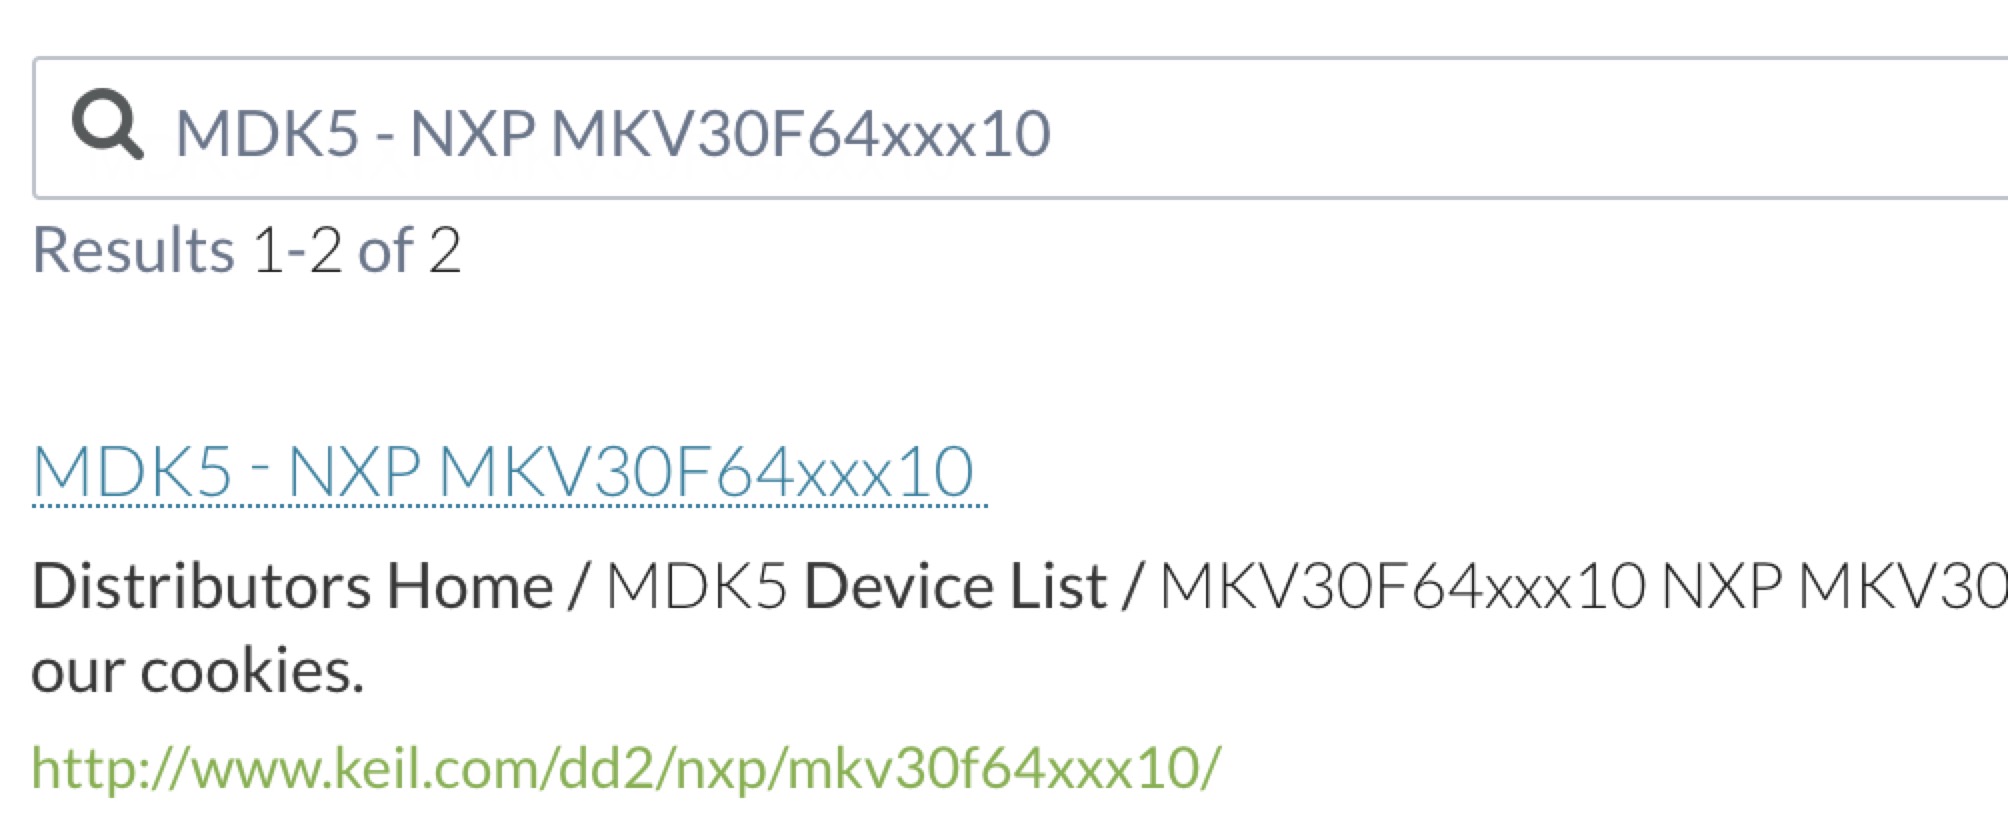 MDK5 - NXP MKV30F64xxx10
Results 1-2 of 2
MDK5 - NXP MKV30F64xxx10
Distributors Home / MDK5 Device List / MKV30F64xxx10 NXP MKV30
our cookies.
http://www.keil.com/dd2/nxp/mkv30f64xxx10/